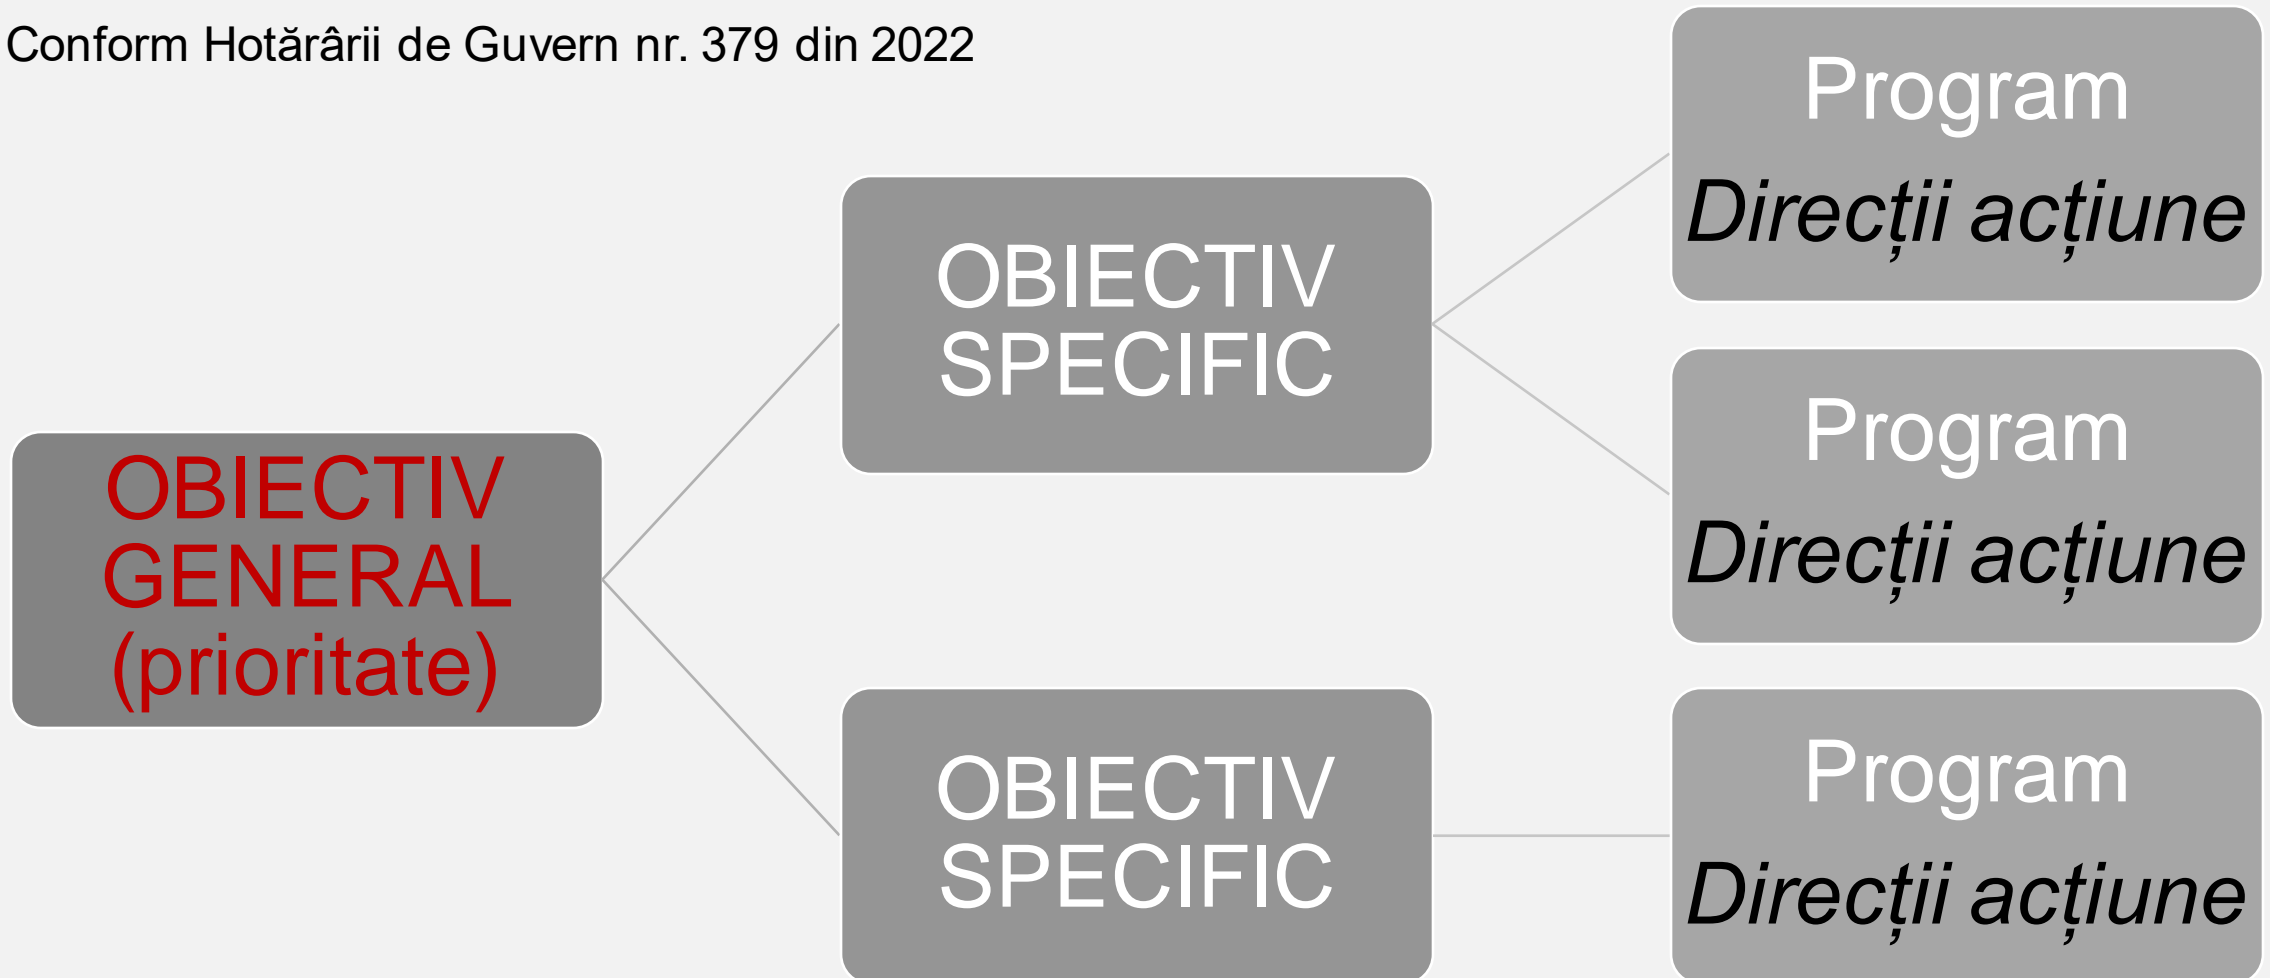 Conform Hotărârii de Guvern nr. 379 din 2022
OBIECTIV
GENERAL
(prioritate)
OBIECTIV
SPECIFIC
Program
Direcții acțiune
Program
Direcții acțiune
OBIECTIV
SPECIFIC
Program
Direcții acțiune